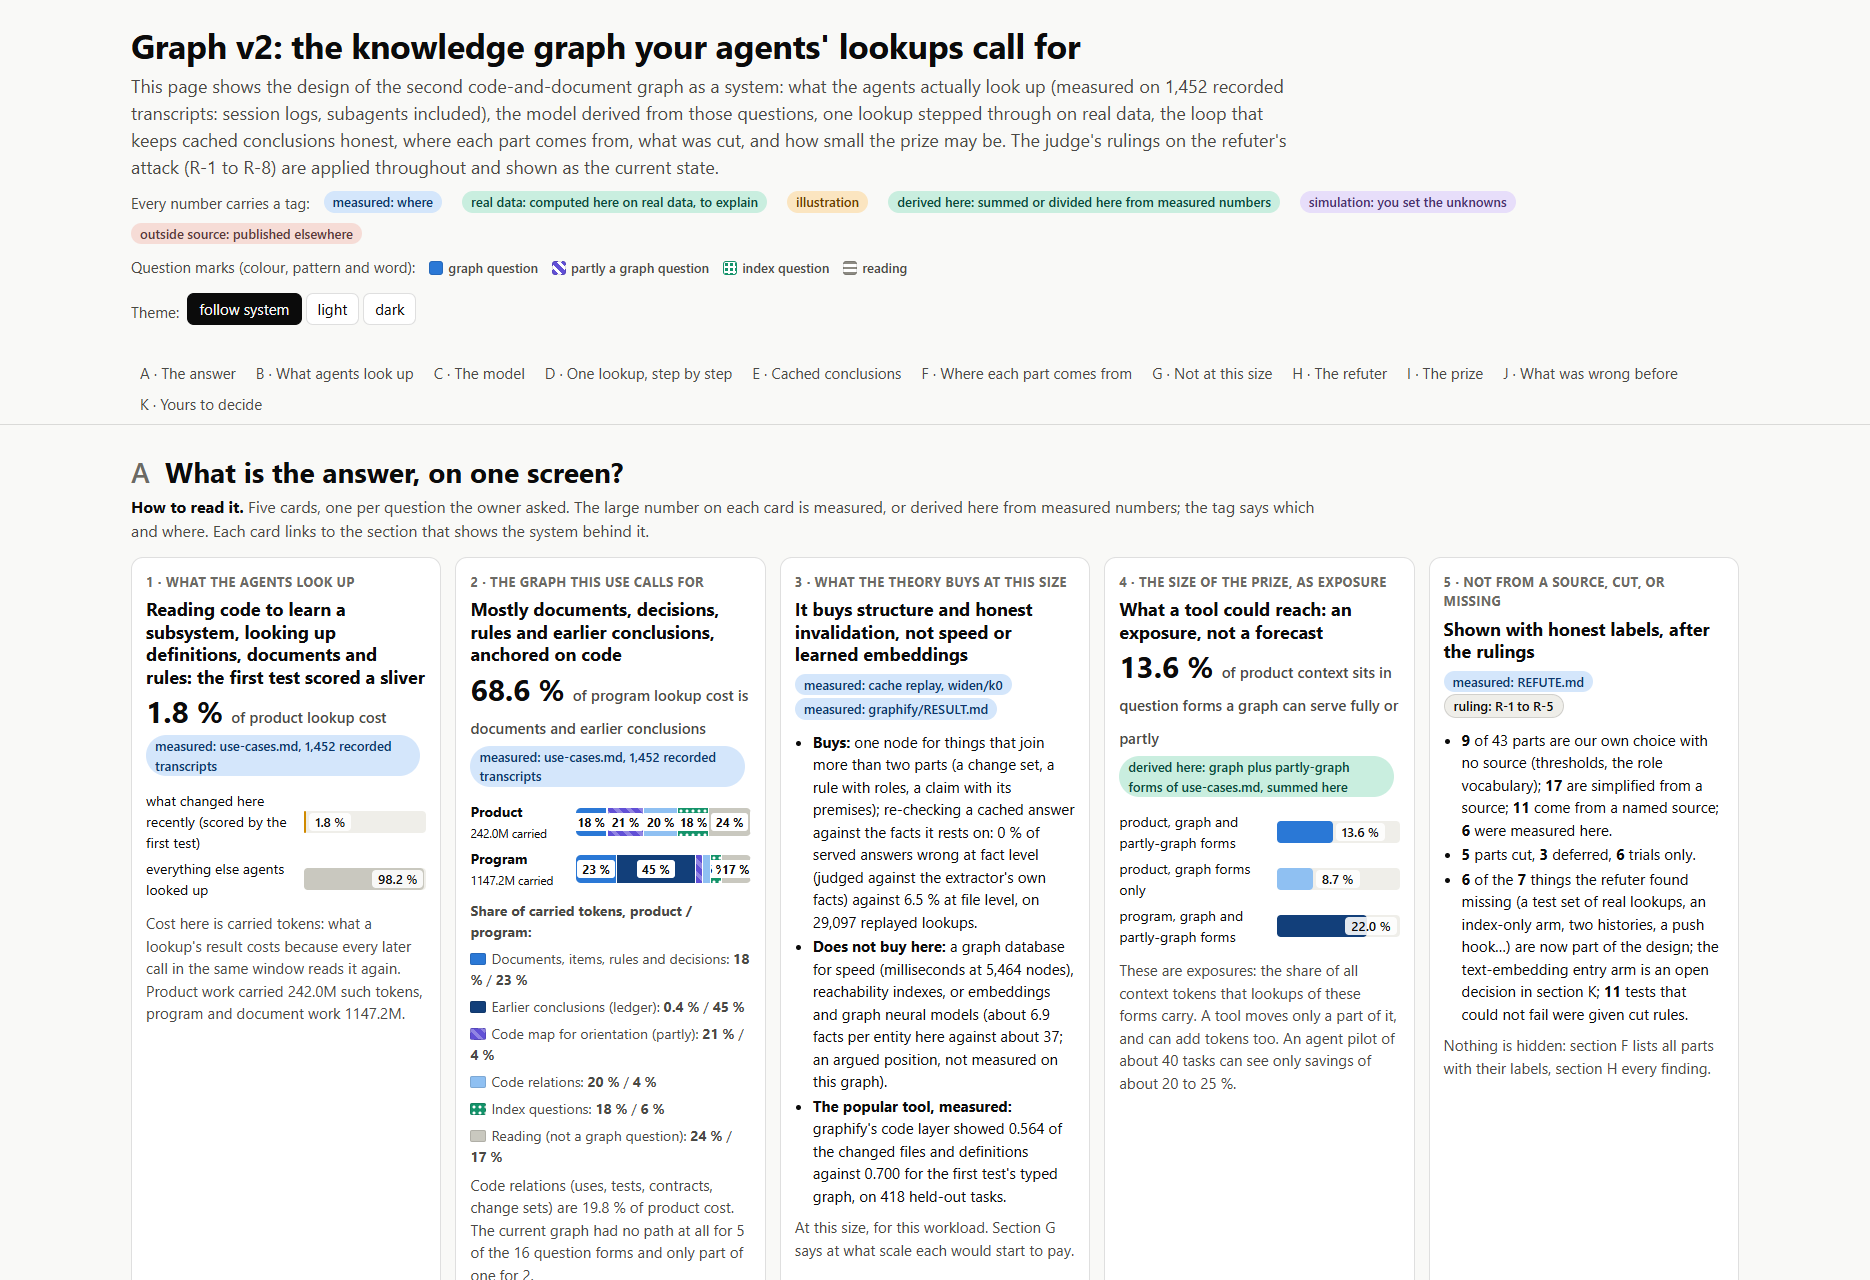 Graph v2: the knowledge graph your agents' lookups call for
This page shows the design of the second code-and-document graph as a system: what the agents actually look up (measured on 1,452 recorded
transcripts: session logs, subagents included), the model derived from those questions, one lookup stepped through on real data, the loop that
keeps cached conclusions honest, where each part comes from, what was cut, and how small the prize may be. The judge's rulings on the refuter's
attack (R-1 to R-8) are applied throughout and shown as the current state.
Every number carries a tag: measured: where real data: computed here on real data, to explain illustration derived here: summed or divided here from measured numbers simulation: you set the unknowns
outside source: published elsewhere
Question marks (colour, pattern and word): graph question partly a graph question index question reading
Theme: follow system light dark
A · The answer B · What agents look up C · The model D · One lookup, step by step E · Cached conclusions F · Where each part comes from G · Not at this size H · The refuter I · The prize J · What was wrong before
K · Yours to decide
A What is the answer, on one screen?
How to read it. Five cards, one per question the owner asked. The large number on each card is measured, or derived here from measured numbers; the tag says which
and where. Each card links to the section that shows the system behind it.
1 · WHAT THE AGENTS LOOK UP
Reading code to learn a
subsystem, looking up
definitions, documents and
rules: the first test scored a sliver
1.8 % of product lookup cost
measured: use-cases.md, 1,452 recorded
transcripts
what changed here
recently (scored by the
first test)
1.8 %
everything else agents
looked up
98.2 %
Cost here is carried tokens: what a
lookup's result costs because every later
call in the same window reads it again.
Product work carried 242.0M such tokens,
program and document work 1147.2M.
2 · THE GRAPH THIS USE CALLS FOR
Mostly documents, decisions,
rules and earlier conclusions,
anchored on code
68.6 % of program lookup cost is
documents and earlier conclusions
measured: use-cases.md, 1,452 recorded
transcripts
Product
242.0M carried
18 % 21 % 20 % 18 % 24 %
Program
1147.2M carried
23 % 45 % 17 %
Share of carried tokens, product /
program:
Documents, items, rules and decisions: 18
% / 23 %
Earlier conclusions (ledger): 0.4 % / 45 %
Code map for orientation (partly): 21 % /
4 %
Code relations: 20 % / 4 %
Index questions: 18 % / 6 %
Reading (not a graph question): 24 % /
17 %
Code relations (uses, tests, contracts,
change sets) are 19.8 % of product cost.
The current graph had no path at all for 5
of the 16 question forms and only part of
one for 2.
3 · WHAT THE THEORY BUYS AT THIS SIZE
It buys structure and honest
invalidation, not speed or
learned embeddings
measured: cache replay, widen/k0
measured: graphify/RESULT.md
• Buys: one node for things that join
more than two parts (a change set, a
rule with roles, a claim with its
premises); re-checking a cached answer
against the facts it rests on: 0 % of
served answers wrong at fact level
(judged against the extractor's own
facts) against 6.5 % at file level, on
29,097 replayed lookups.
• Does not buy here: a graph database
for speed (milliseconds at 5,464 nodes),
reachability indexes, or embeddings
and graph neural models (about 6.9
facts per entity here against about 37;
an argued position, not measured on
this graph).
• The popular tool, measured:
graphify's code layer showed 0.564 of
the changed files and definitions
against 0.700 for the first test's typed
graph, on 418 held-out tasks.
At this size, for this workload. Section G
says at what scale each would start to pay.
4 · THE SIZE OF THE PRIZE, AS EXPOSURE
What a tool could reach: an
exposure, not a forecast
13.6 % of product context sits in
question forms a graph can serve fully or
partly
derived here: graph plus partly-graph
forms of use-cases.md, summed here
product, graph and
partly-graph forms
13.6 %
product, graph forms
only
8.7 %
program, graph and
partly-graph forms
22.0 %
These are exposures: the share of all
context tokens that lookups of these
forms carry. A tool moves only a part of it,
and can add tokens too. An agent pilot of
about 40 tasks can see only savings of
about 20 to 25 %.
5 · NOT FROM A SOURCE, CUT, OR
MISSING
Shown with honest labels, after
the rulings
measured: REFUTE.md
ruling: R-1 to R-5
• 9 of 43 parts are our own choice with
no source (thresholds, the role
vocabulary); 17 are simplified from a
source; 11 come from a named source;
6 were measured here.
• 5 parts cut, 3 deferred, 6 trials only.
• 6 of the 7 things the refuter found
missing (a test set of real lookups, an
index-only arm, two histories, a push
hook...) are now part of the design; the
text-embedding entry arm is an open
decision in section K; 11 tests that
could not fail were given cut rules.
Nothing is hidden: section F lists all parts
with their labels, section H every finding.